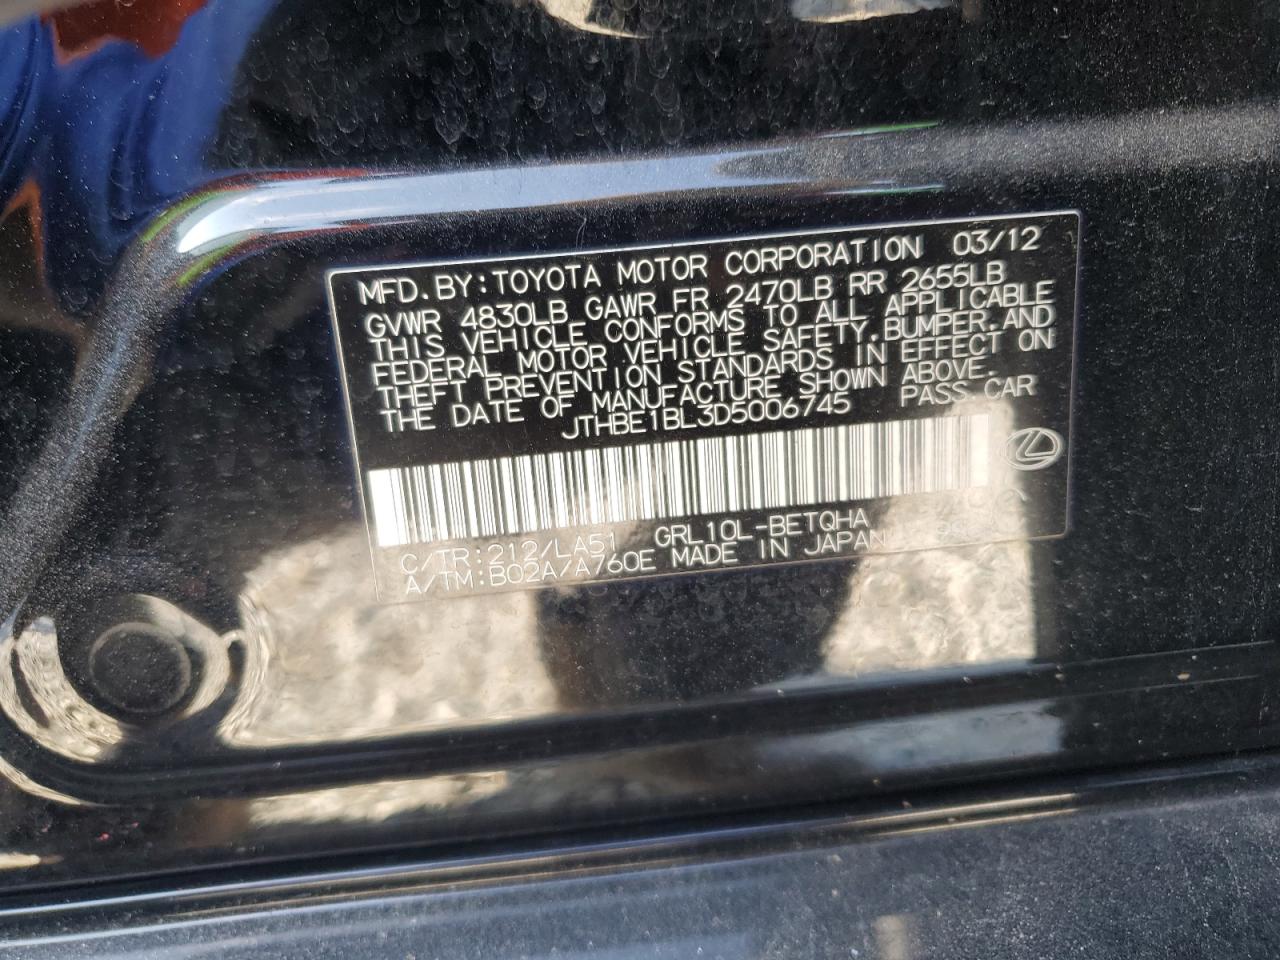 MFD.BY:TOYOTA MOTOR CORPORATION 03/12
GVWR 4830LB GAWR FR 2470LB RR 2655LB
THIS VEHICLE CONFORMS TO ALL APPLICABLE
FEDERAL MOTOR VEHICLE SAFETY,BUMPER,AND
THEFT PREVENTION STANDARDS IN EFFECT ON
THE DATE OF MANUFACTURE SHOWN ABOVE.
JTHBE1BL3D5006745 PASS CAR
C/TR:212/LA51 GRL10L-BETQHA
A/TM:B02A/A760E MADE IN JAPAN